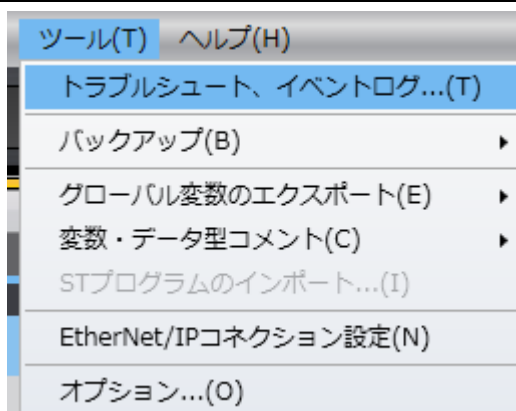 ツール(T) ヘルプ(H)
トラブルシュート、イベントログ...(T)
バックアップ(B)
グローバル変数のエクスポート(E)
変数・データ型コメント(C)
STプログラムのインポート...(I)
EtherNet/IPコネクション設定(N)
オプション...(O)